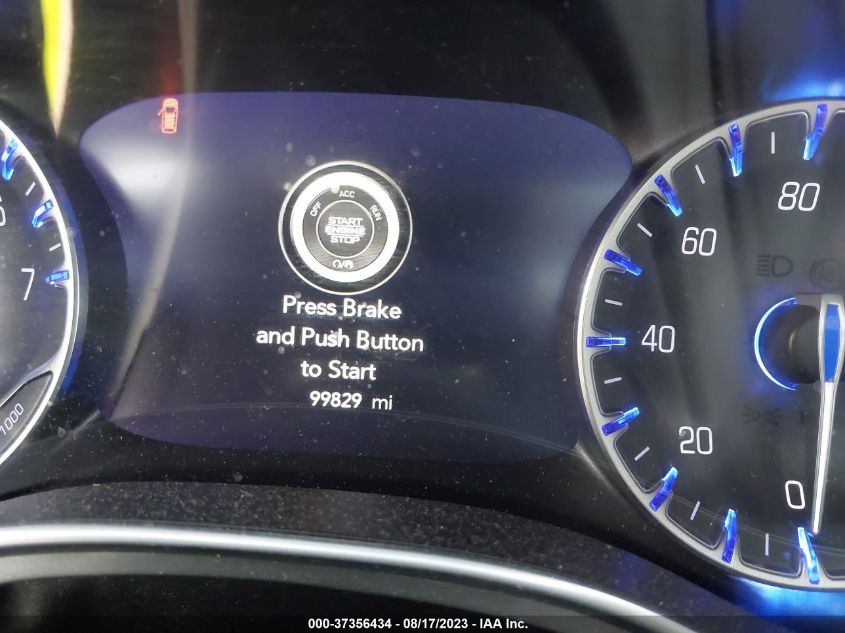 ACC
OFF
RUN
START
ENGINE
STOP
Press Brake
and Push Button
to Start
99829 mi
7
1000
80
60
40
20
0
000-37356434 / 08/17/2023 - IAA Inc.